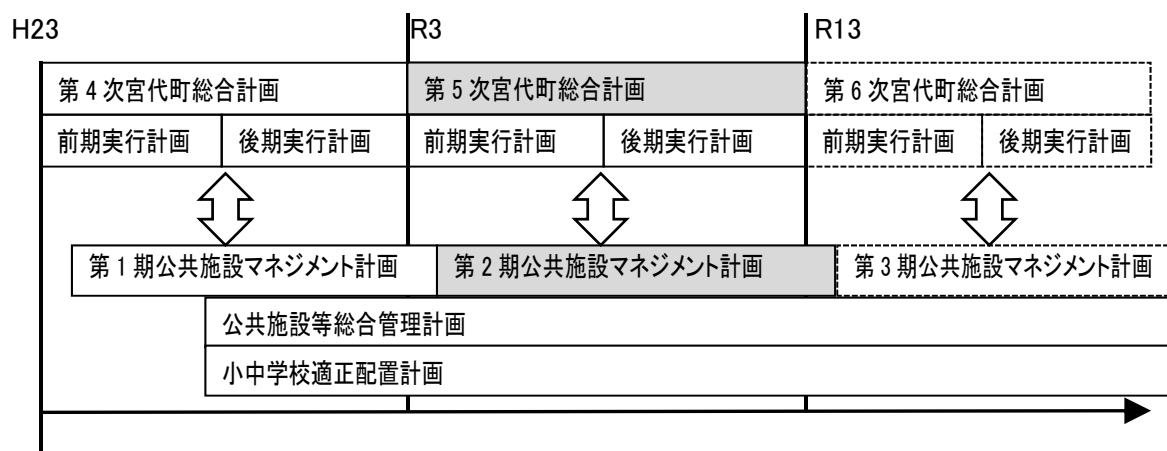 H23
R3
R13
第4次宮代町総合計画
第5次宮代町総合計画
第6次宮代町総合計画
前期実行計画
後期実行計画
前期実行計画
後期実行計画
前期実行計画
後期実行計画
第1期公共施設マネジメント計画
第2期公共施設マネジメント計画
第3期公共施設マネジメント計画
公共施設等総合管理計画
小中学校適正配置計画